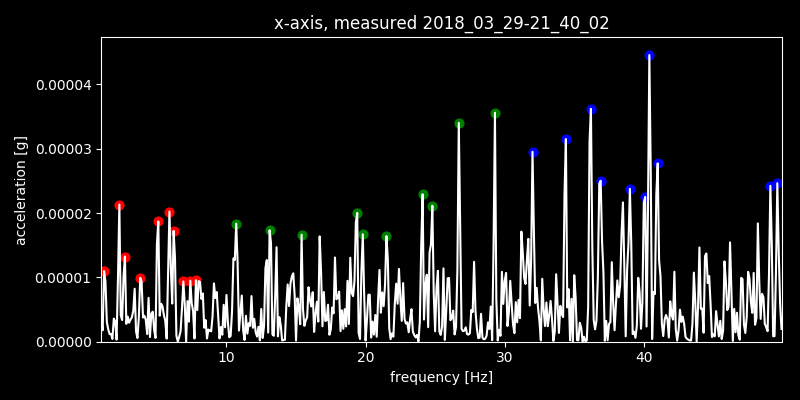 x-axis, measured 2018_03_29-21_40_02
acceleration [g]
0.00004
0.00003
0.00002
0.00001
0.00000
10 20 30 40
frequency [Hz]